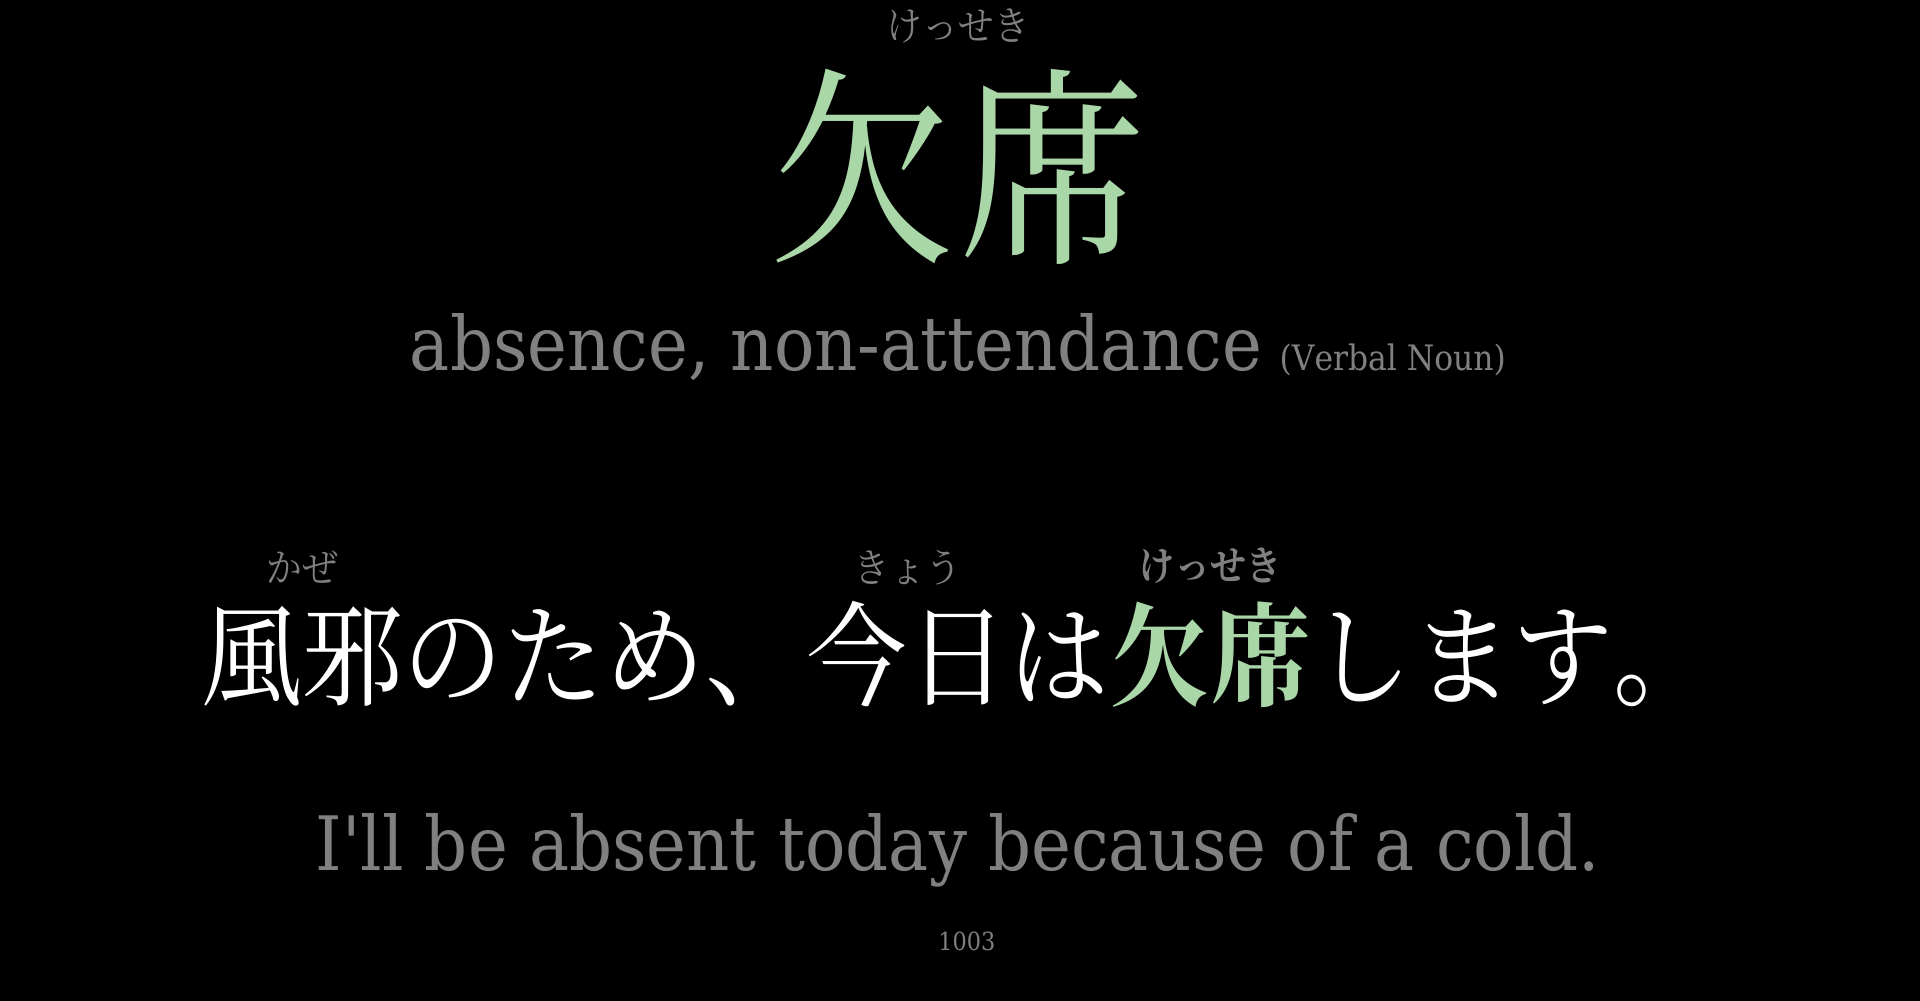 けっせき
欠席
absence, non-attendance (Verbal Noun)
かぜ きょう けっせき
風邪のため、今日は欠席します。
I'll be absent today because of a cold.
1003